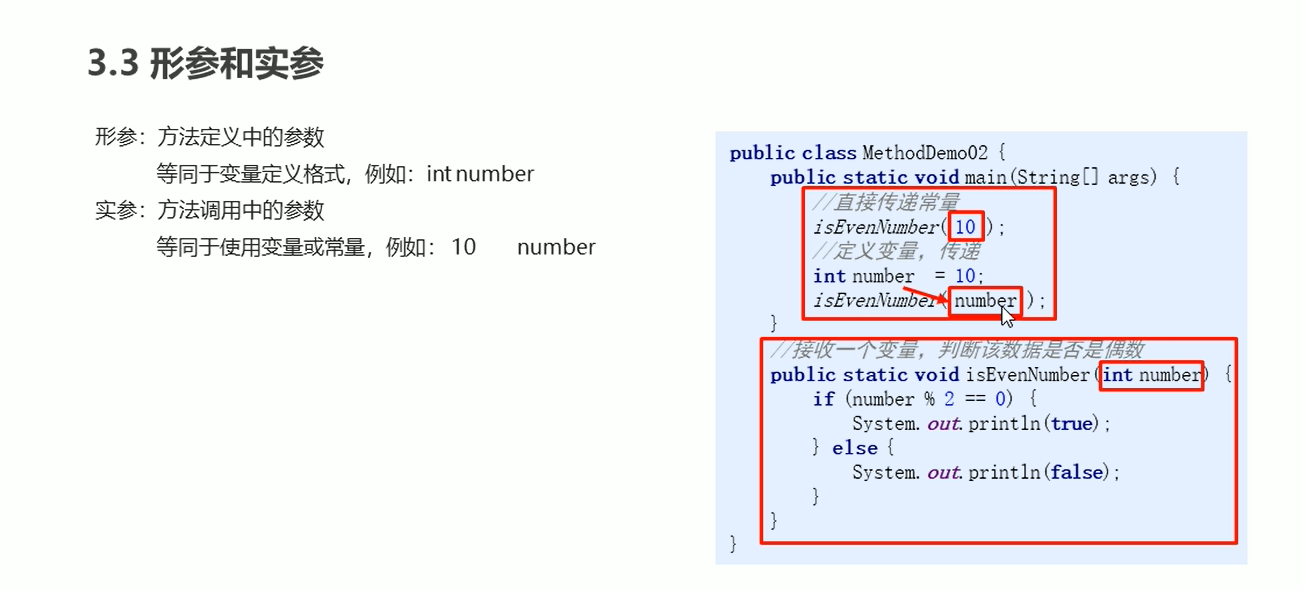 3.3 形参和实参
形参：方法定义中的参数
等同于变量定义格式，例如：int number
实参：方法调用中的参数
等同于使用变量或常量，例如： 10 number
public class MethodDemo02 {
public static void main(String[] args) {
//直接传递常量
isEvenNumber( 10 );
//定义变量，传递
int number = 10;
isEvenNumber( number );
}
//接收一个变量，判断该数据是否是偶数
public static void isEvenNumber(int number) {
if (number % 2 == 0) {
System.out.println(true);
} else {
System.out.println(false);
}
}
}